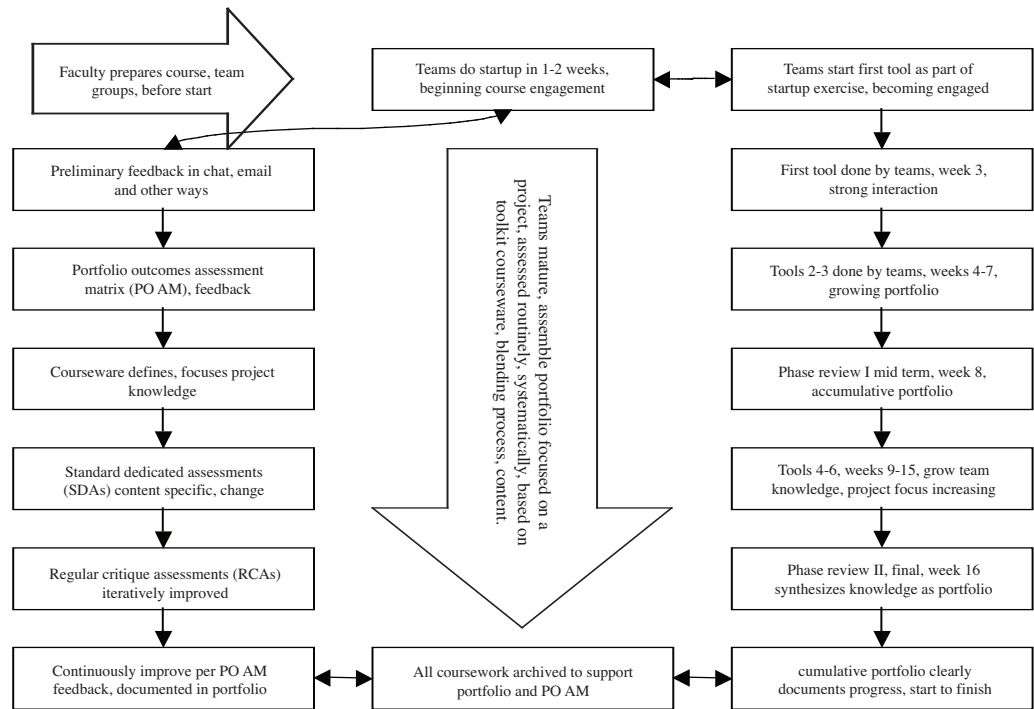 Faculty prepares course, team
groups, before start
Teams do startup in 1-2 weeks,
beginning course engagement
Teams start first tool as part of
startup exercise, becoming engaged
Preliminary feedback in chat, email
and other ways
First tool done by teams, week 3,
strong interaction
Portfolio outcomes assessment
matrix (PO AM), feedback
Tools 2-3 done by teams, weeks 4-7,
growing portfolio
Teams mature, assemble portfolio focused on a
project, assessed routinely, systematically, based on
toolkit courseware, blending process, content.
Courseware defines, focuses project
knowledge
Phase review I mid term, week 8,
accumulative portfolio
Standard dedicated assessments
(SDAs) content specific, change
Tools 4-6, weeks 9-15, grow team
knowledge, project focus increasing
Regular critique assessments (RCAs)
iteratively improved
Phase review II, final, week 16
synthesizes knowledge as portfolio
Continuously improve per PO AM
feedback, documented in portfolio
All coursework archived to support
portfolio and PO AM
cumulative portfolio clearly
documents progress, start to finish